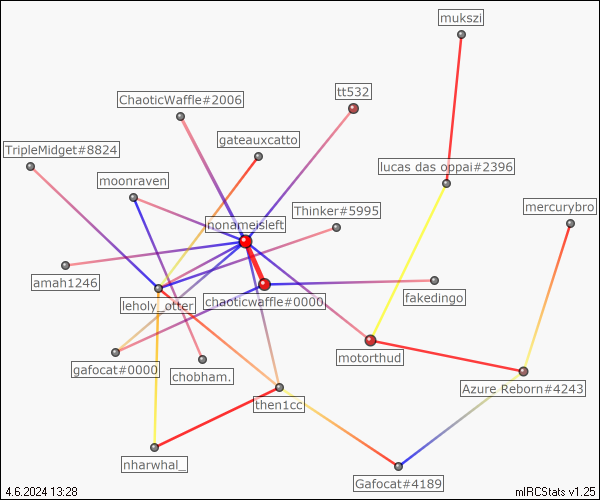 mukszi
tt532
ChaoticWaffle#2006
gateauxcatto
TripleMidget#8824
lucas das oppai#2396
moonraven
mercurybro
Thinker#5995
nonameisleft
amah1246
leholy_otter
chaoticwaffle#0000
fakedingo
motorthud
gafocat#0000
chobham.
Azure Reborn#4243
then1cc
nharwhal_
Gafocat#4189
4.6.2024 13:28
mIRCStats v1.25